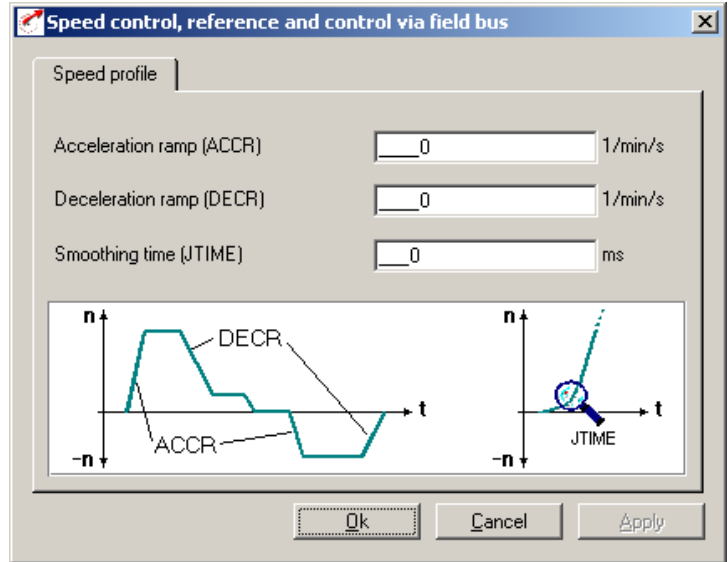 Speed control, reference and control via field bus
Speed profile
Acceleration ramp (ACCR) ____0 1/min/s
Deceleration ramp (DECR) ____0 1/min/s
Smoothing time (JTIME) ___0 ms
n n
DECR
t t
ACCR JTIME
-n -n
Ok Cancel Apply